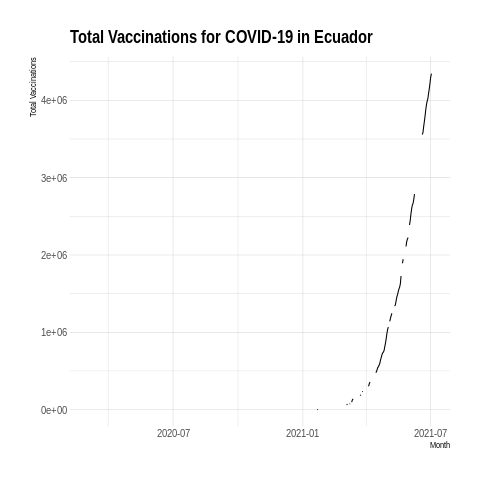 Total Vaccinations for COVID-19 in Ecuador
Total Vaccinations
4e+06
3e+06
2e+06
1e+06
0e+00
2020-07
2021-01
2021-07
Month